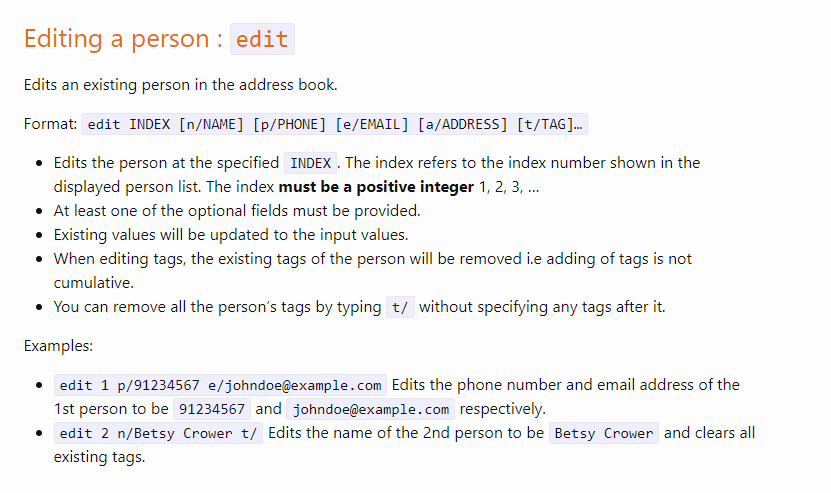 Editing a person : edit
Edits an existing person in the address book.
Format: edit INDEX [n/NAME] [p/PHONE] [e/EMAIL] [a/ADDRESS] [t/TAG]…
• Edits the person at the specified INDEX. The index refers to the index number shown in the
displayed person list. The index must be a positive integer 1, 2, 3, …
• At least one of the optional fields must be provided.
• Existing values will be updated to the input values.
• When editing tags, the existing tags of the person will be removed i.e adding of tags is not
cumulative.
• You can remove all the person’s tags by typing t/ without specifying any tags after it.
Examples:
• edit 1 p/91234567 e/johndoe@example.com Edits the phone number and email address of the
1st person to be 91234567 and johndoe@example.com respectively.
• edit 2 n/Betsy Crower t/ Edits the name of the 2nd person to be Betsy Crower and clears all
existing tags.